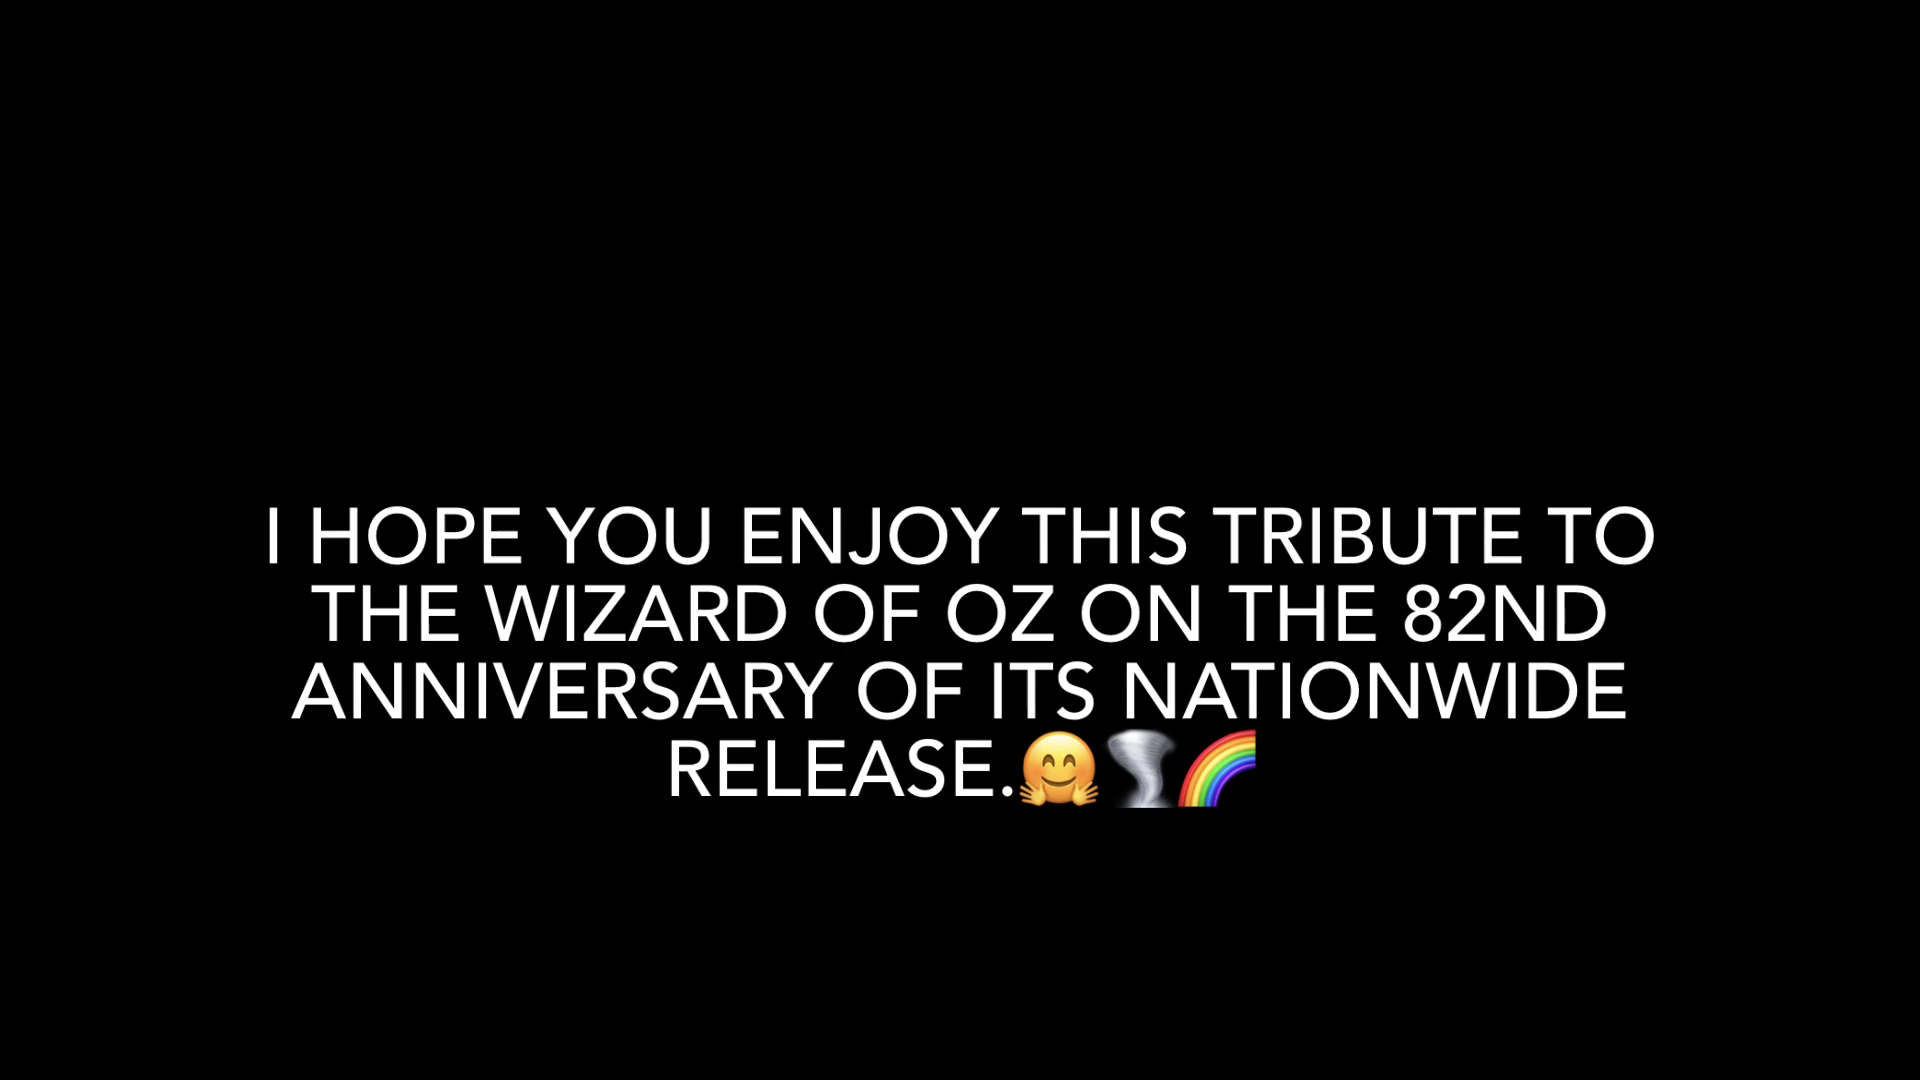 I HOPE YOU ENJOY THIS TRIBUTE TO
THE WIZARD OF OZ ON THE 82ND
ANNIVERSARY OF ITS NATIONWIDE
RELEASE.🤗🌪🌈